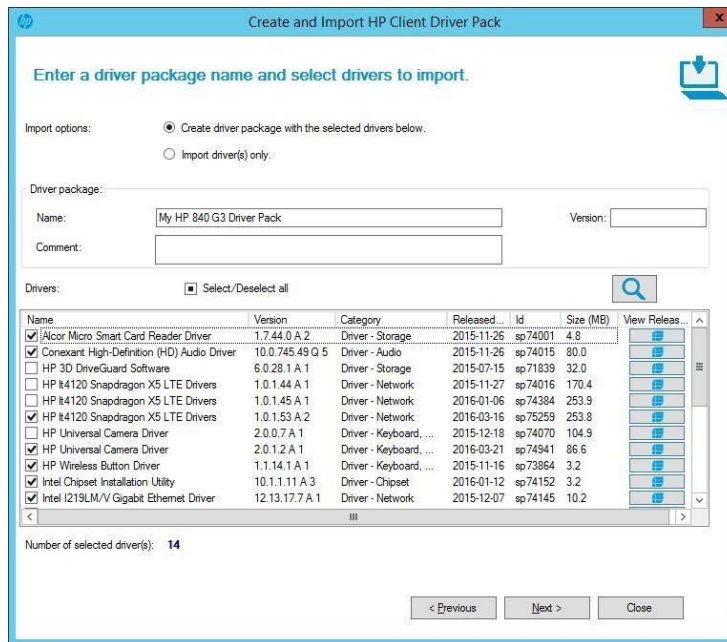 Create and Import HP Client Driver Pack
x
Enter a driver package name and select drivers to import.
Import options:
Create driver package with the selected drivers below.
Import driver(s) only.
Driver package:
Name: My HP 840 G3 Driver Pack Version:
Comment:
Drivers: Select/Deselect all
Name Version Category Released... Id Size (MB) View Releas...
Alcor Micro Smart Card Reader Driver 1.7.44.0 A 2 Driver - Storage 2015-11-26 sp74001 4.8
Conexant High-Definition (HD) Audio Driver 10.0.745.49 Q 5 Driver - Audio 2015-11-26 sp74015 80.0
HP 3D DriveGuard Software 6.0.28.1 A 1 Driver - Storage 2015-07-15 sp71839 32.0
HP lt4120 Snapdragon X5 LTE Drivers 1.0.1.44 A 1 Driver - Network 2015-11-27 sp74016 170.4
HP lt4120 Snapdragon X5 LTE Drivers 1.0.1.45 A 1 Driver - Network 2016-01-06 sp74384 253.9
HP lt4120 Snapdragon X5 LTE Drivers 1.0.1.53 A 2 Driver - Network 2016-03-16 sp75259 253.8
HP Universal Camera Driver 2.0.0.7 A 1 Driver - Keyboard, ... 2015-12-18 sp74070 104.9
HP Universal Camera Driver 2.0.1.2 A 1 Driver - Keyboard, ... 2016-03-21 sp74941 86.6
HP Wireless Button Driver 1.1.14.1 A 1 Driver - Keyboard, ... 2015-11-16 sp73864 3.2
Intel Chipset Installation Utility 10.1.1.11 A 3 Driver - Chipset 2016-01-12 sp74152 3.2
Intel I219LM/V Gigabit Ethernet Driver 12.13.17.7 A 1 Driver - Network 2015-12-07 sp74145 10.2
Number of selected driver(s): 14
< Previous Next > Close